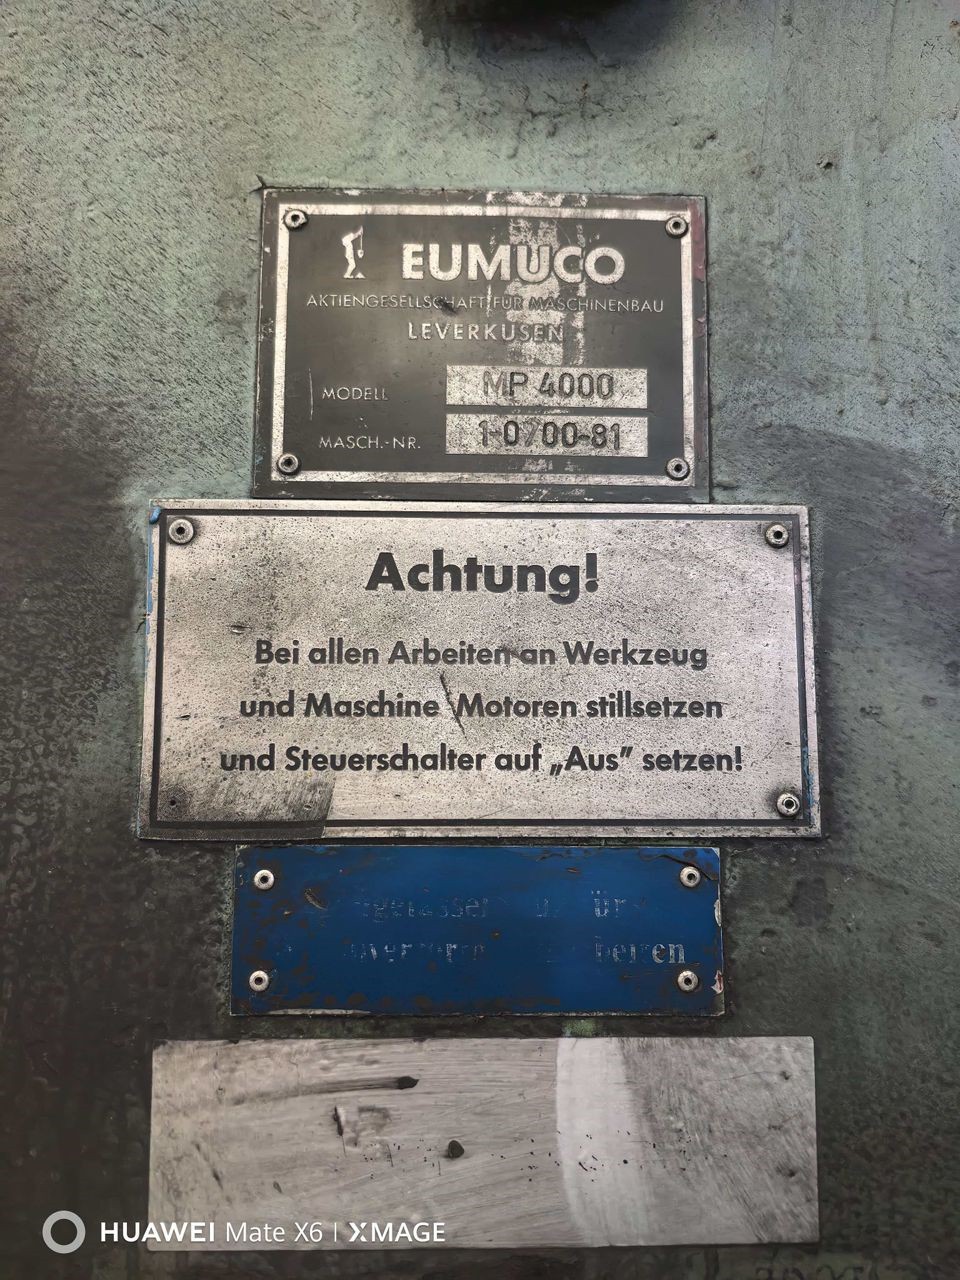 EUMUCO
AKTIENGESELLSCHAFT FÜR MASCHINENBAU
LEVERKUSEN
MODELL MP 4000
MASCH.-NR. 1-0700-81
Achtung!
Bei allen Arbeiten an Werkzeug
und Maschine Motoren stillsetzen
und Steuerschalter auf „Aus” setzen!
HUAWEI Mate X6 | XMAGE